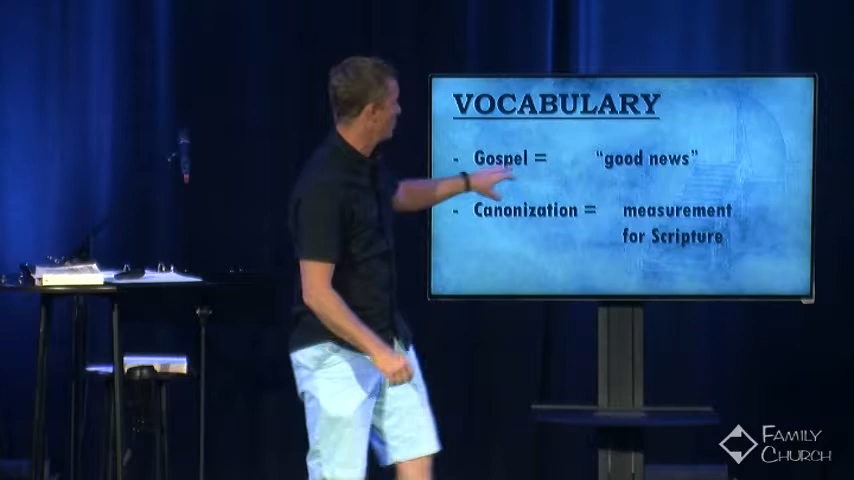 VOCABULARY
- Gospel = "good news"
- Canonization = measurement
for Scripture
FAMILY
CHURCH